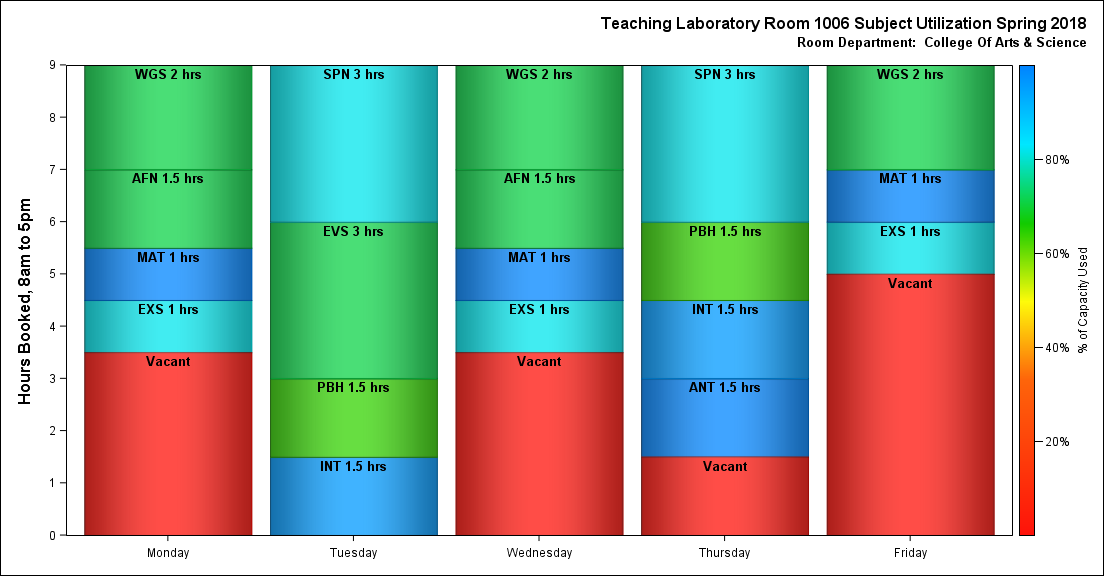 Teaching Laboratory Room 1006 Subject Utilization Spring 2018
Room Department:  College Of Arts & Science
Hours Booked, 8am to 5pm
9
8
7
6
5
4
3
2
1
0
WGS 2 hrs
AFN 1.5 hrs
MAT 1 hrs
EXS 1 hrs
Vacant
Monday
SPN 3 hrs
EVS 3 hrs
PBH 1.5 hrs
INT 1.5 hrs
Tuesday
WGS 2 hrs
AFN 1.5 hrs
MAT 1 hrs
EXS 1 hrs
Vacant
Wednesday
SPN 3 hrs
PBH 1.5 hrs
INT 1.5 hrs
ANT 1.5 hrs
Vacant
Thursday
WGS 2 hrs
MAT 1 hrs
EXS 1 hrs
Vacant
Friday
80%
60%
40%
20%
% of Capacity Used